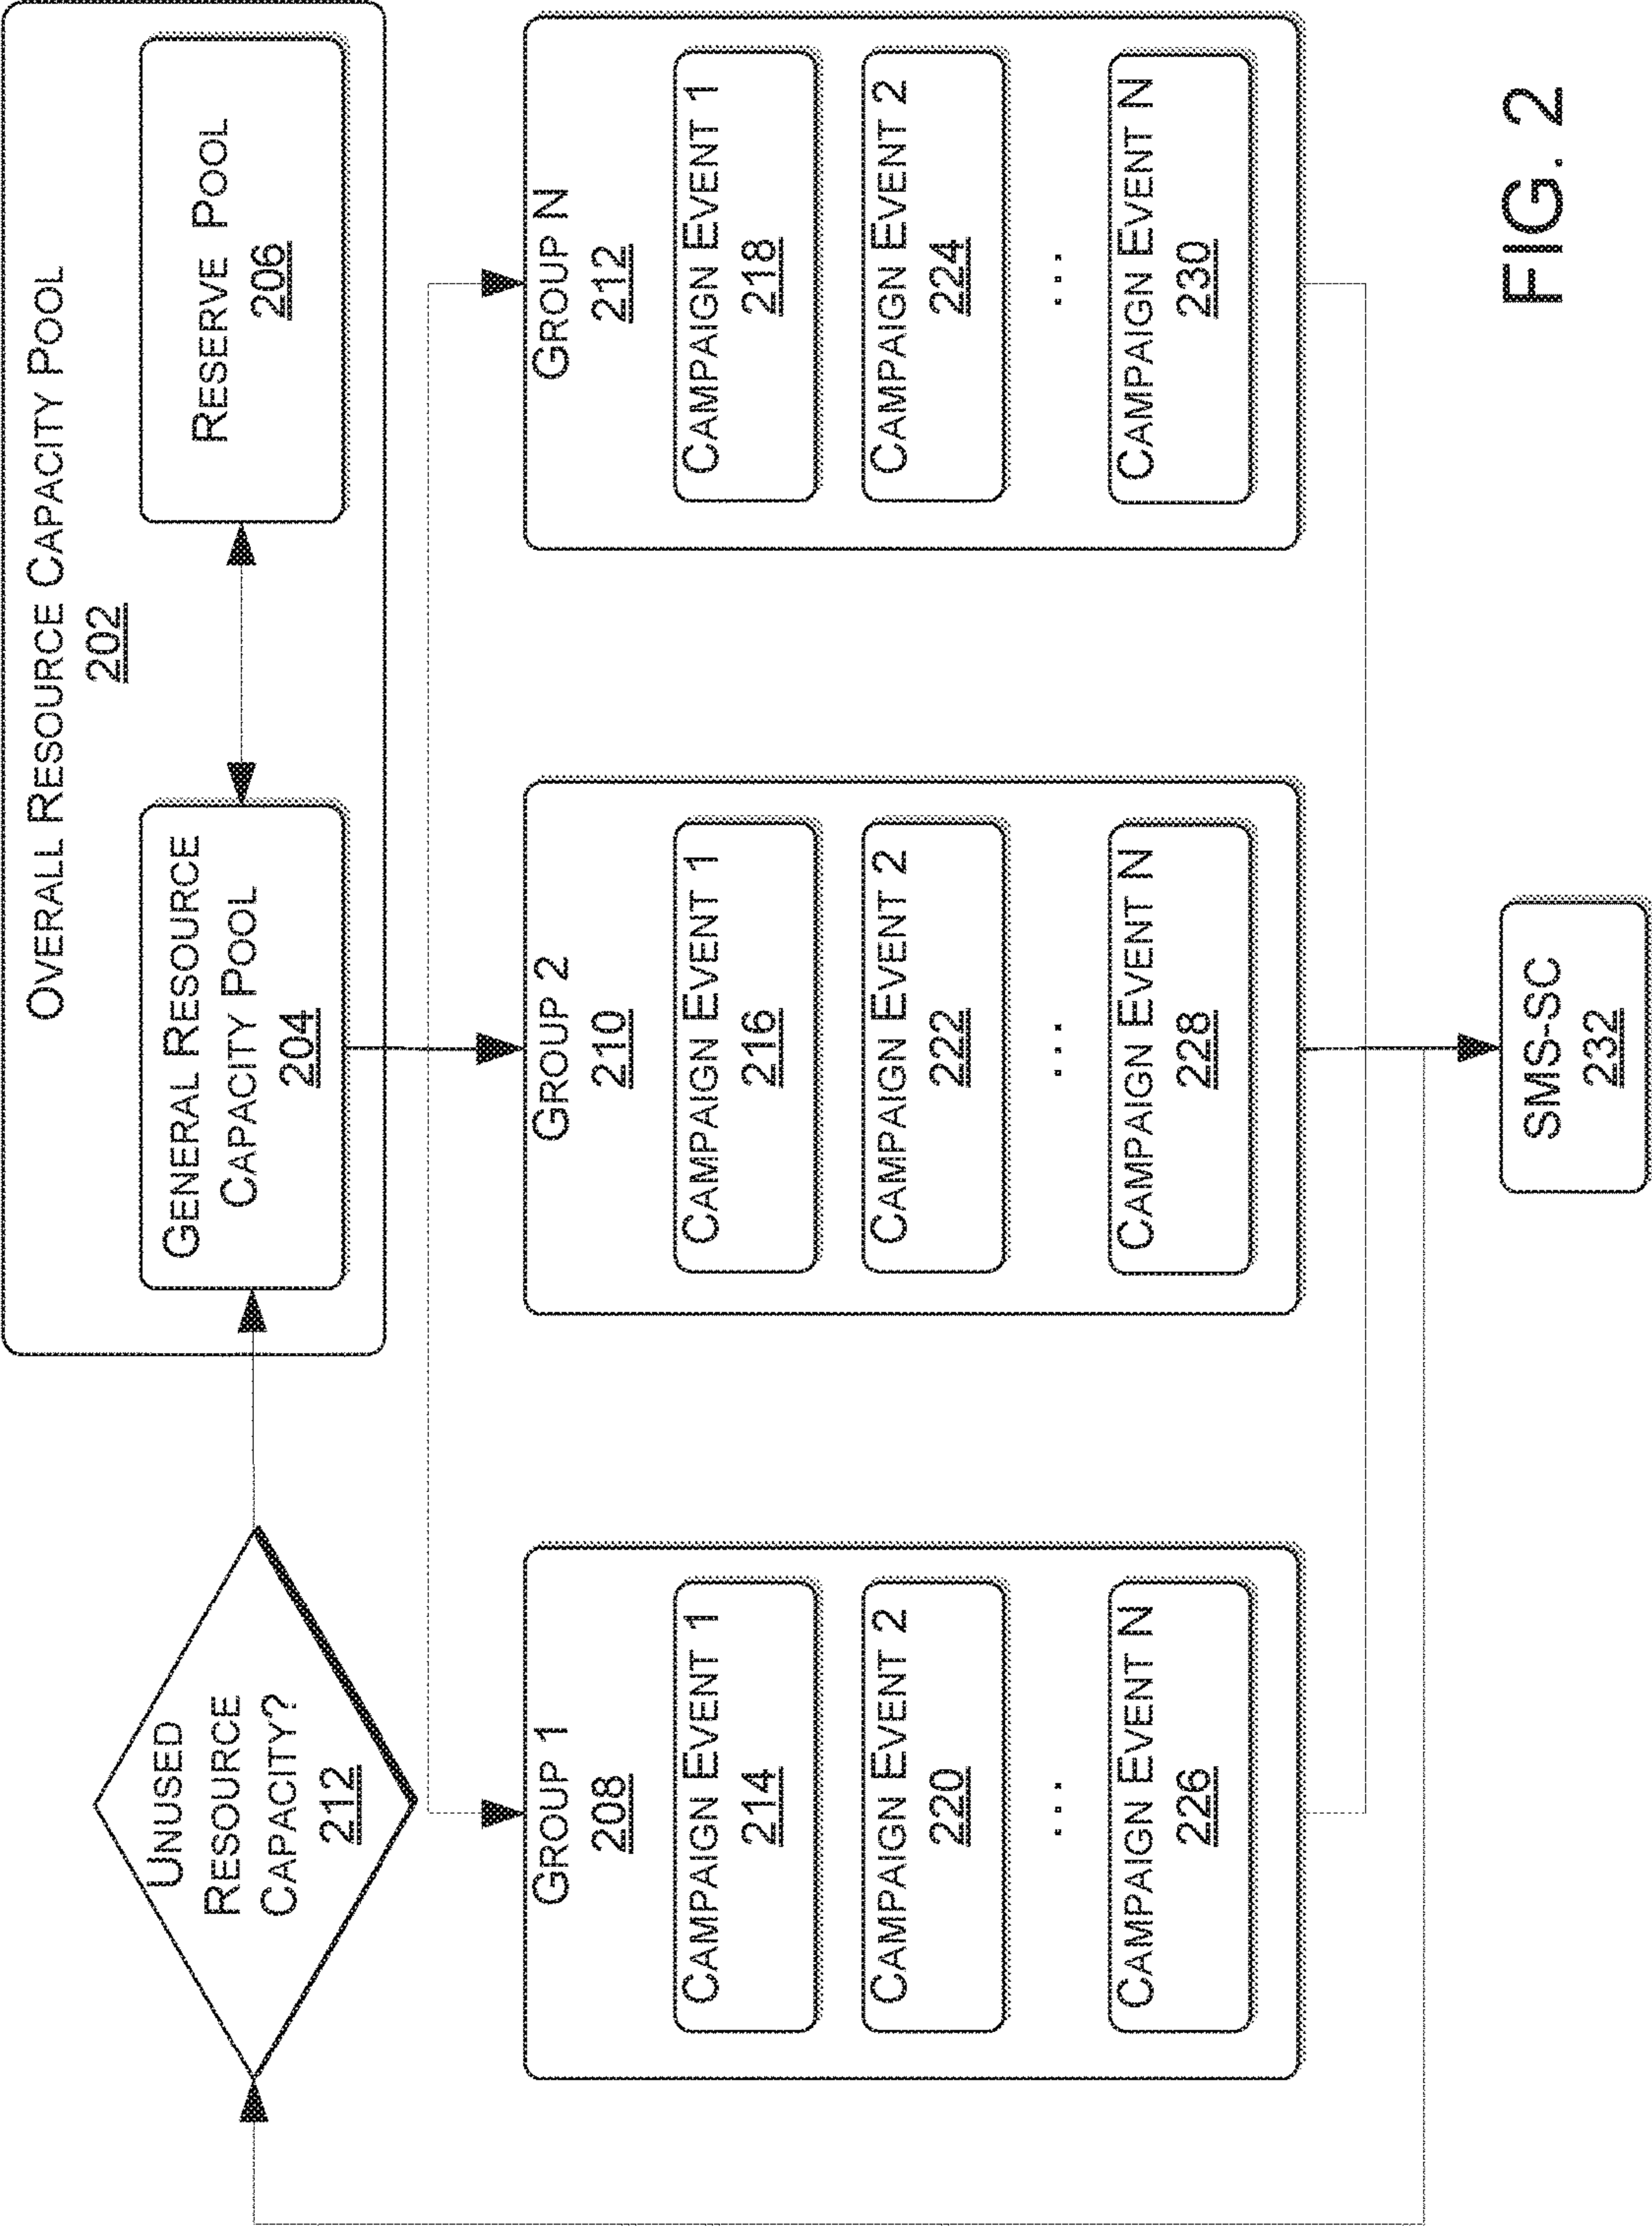 OVERALL RESOURCE CAPACITY POOL
202
UNUSED
RESOURCE
CAPACITY?
212
GENERAL RESOURCE
CAPACITY POOL
204
RESERVE POOL
206
GROUP 1
208
CAMPAIGN EVENT 1
214
CAMPAIGN EVENT 2
220
...
CAMPAIGN EVENT N
226
GROUP 2
210
CAMPAIGN EVENT 1
216
CAMPAIGN EVENT 2
222
...
CAMPAIGN EVENT N
228
GROUP N
212
CAMPAIGN EVENT 1
218
CAMPAIGN EVENT 2
224
...
CAMPAIGN EVENT N
230
SMS-SC
232
FIG. 2